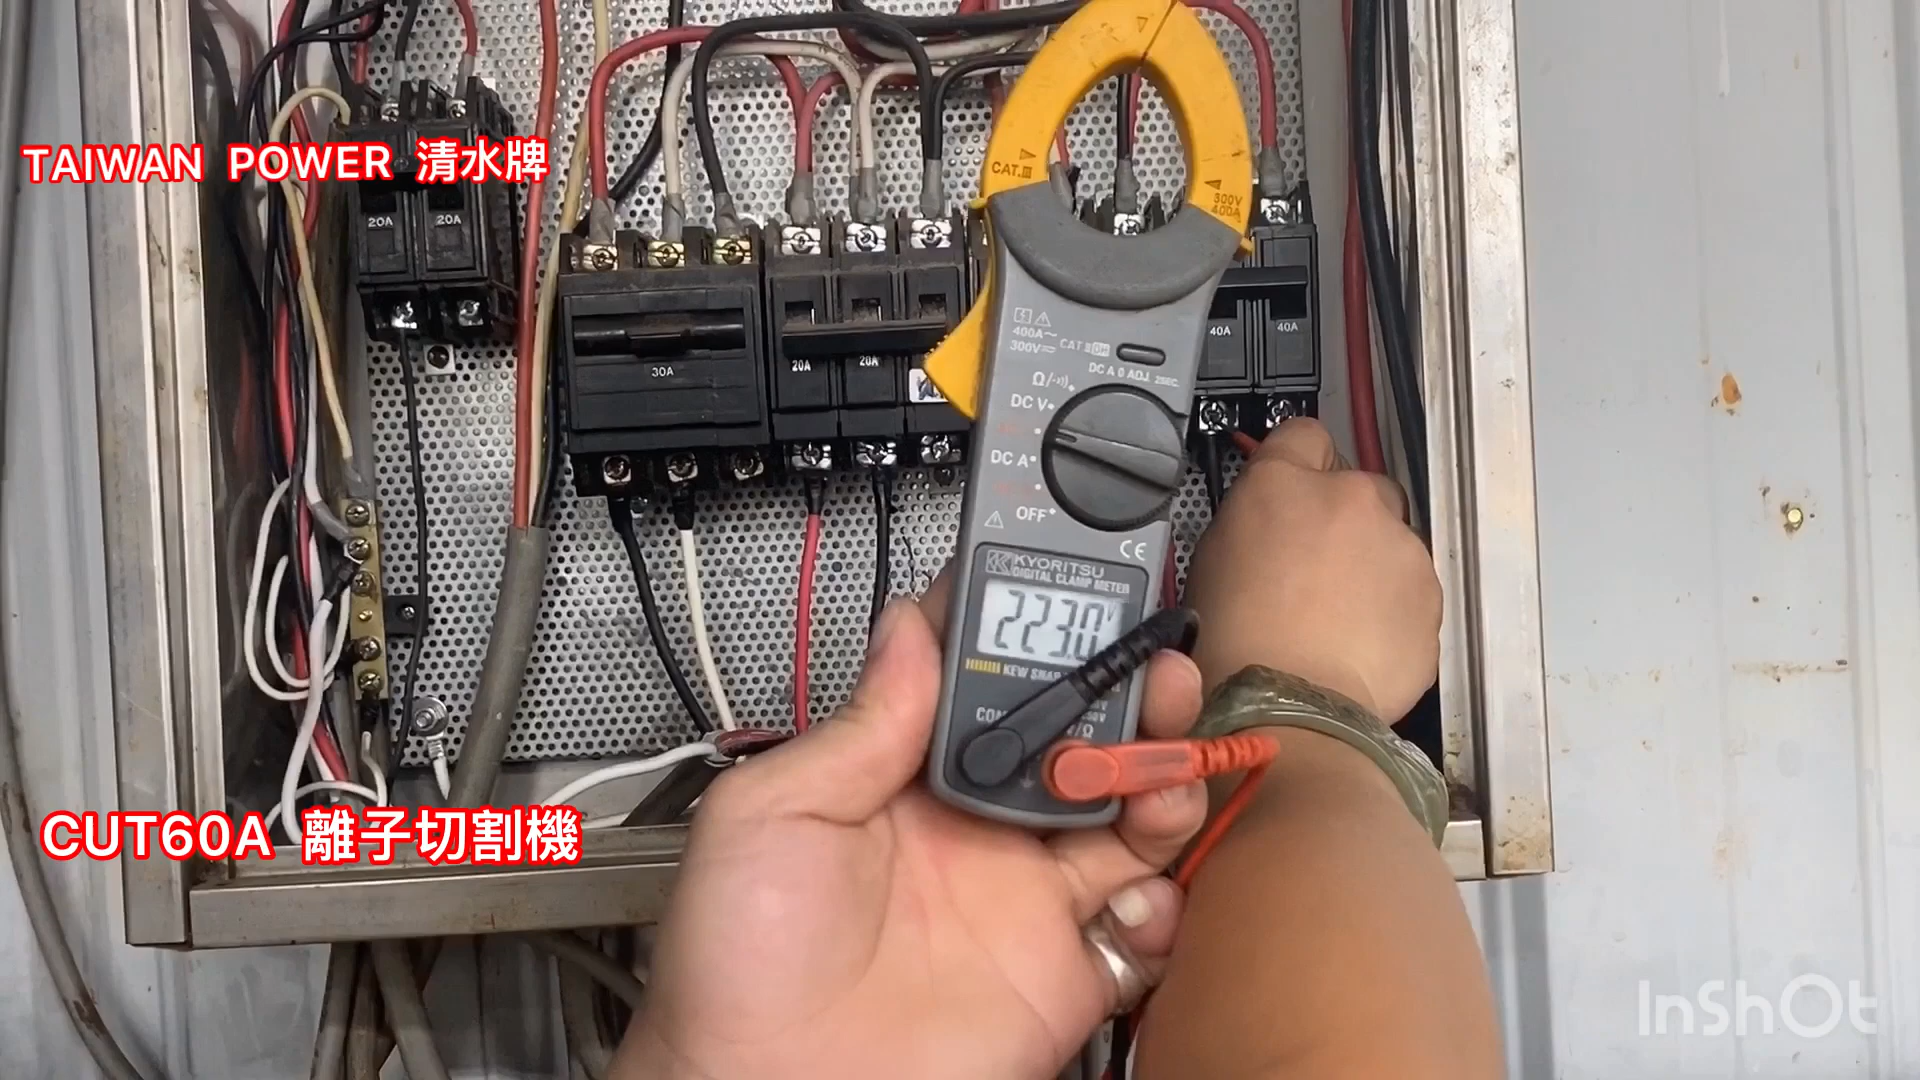 TAIWAN POWER 清水牌
20A
20A
CAT.III
300V
400A
30A
20A
20A
40A
40A
400A~
300V
CAT.
DC A 0 ADJ. 2SEC.
Ω
DC V
DC A
OFF
CE
KYORITSU
DIGITAL CLAMP METER
223.0
V
KEW SNAP
CUT60A 離子切割機
InShOt